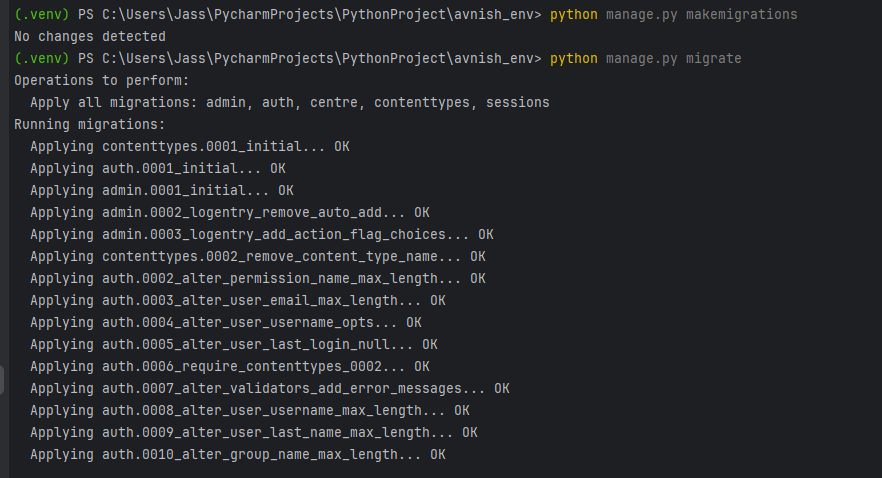 (.venv) PS C:\Users\Jass\PycharmProjects\PythonProject\avnish_env> python manage.py makemigrations
No changes detected
(.venv) PS C:\Users\Jass\PycharmProjects\PythonProject\avnish_env> python manage.py migrate
Operations to perform:
  Apply all migrations: admin, auth, centre, contenttypes, sessions
Running migrations:
  Applying contenttypes.0001_initial... OK
  Applying auth.0001_initial... OK
  Applying admin.0001_initial... OK
  Applying admin.0002_logentry_remove_auto_add... OK
  Applying admin.0003_logentry_add_action_flag_choices... OK
  Applying contenttypes.0002_remove_content_type_name... OK
  Applying auth.0002_alter_permission_name_max_length... OK
  Applying auth.0003_alter_user_email_max_length... OK
  Applying auth.0004_alter_user_username_opts... OK
  Applying auth.0005_alter_user_last_login_null... OK
  Applying auth.0006_require_contenttypes_0002... OK
  Applying auth.0007_alter_validators_add_error_messages... OK
  Applying auth.0008_alter_user_username_max_length... OK
  Applying auth.0009_alter_user_last_name_max_length... OK
  Applying auth.0010_alter_group_name_max_length... OK